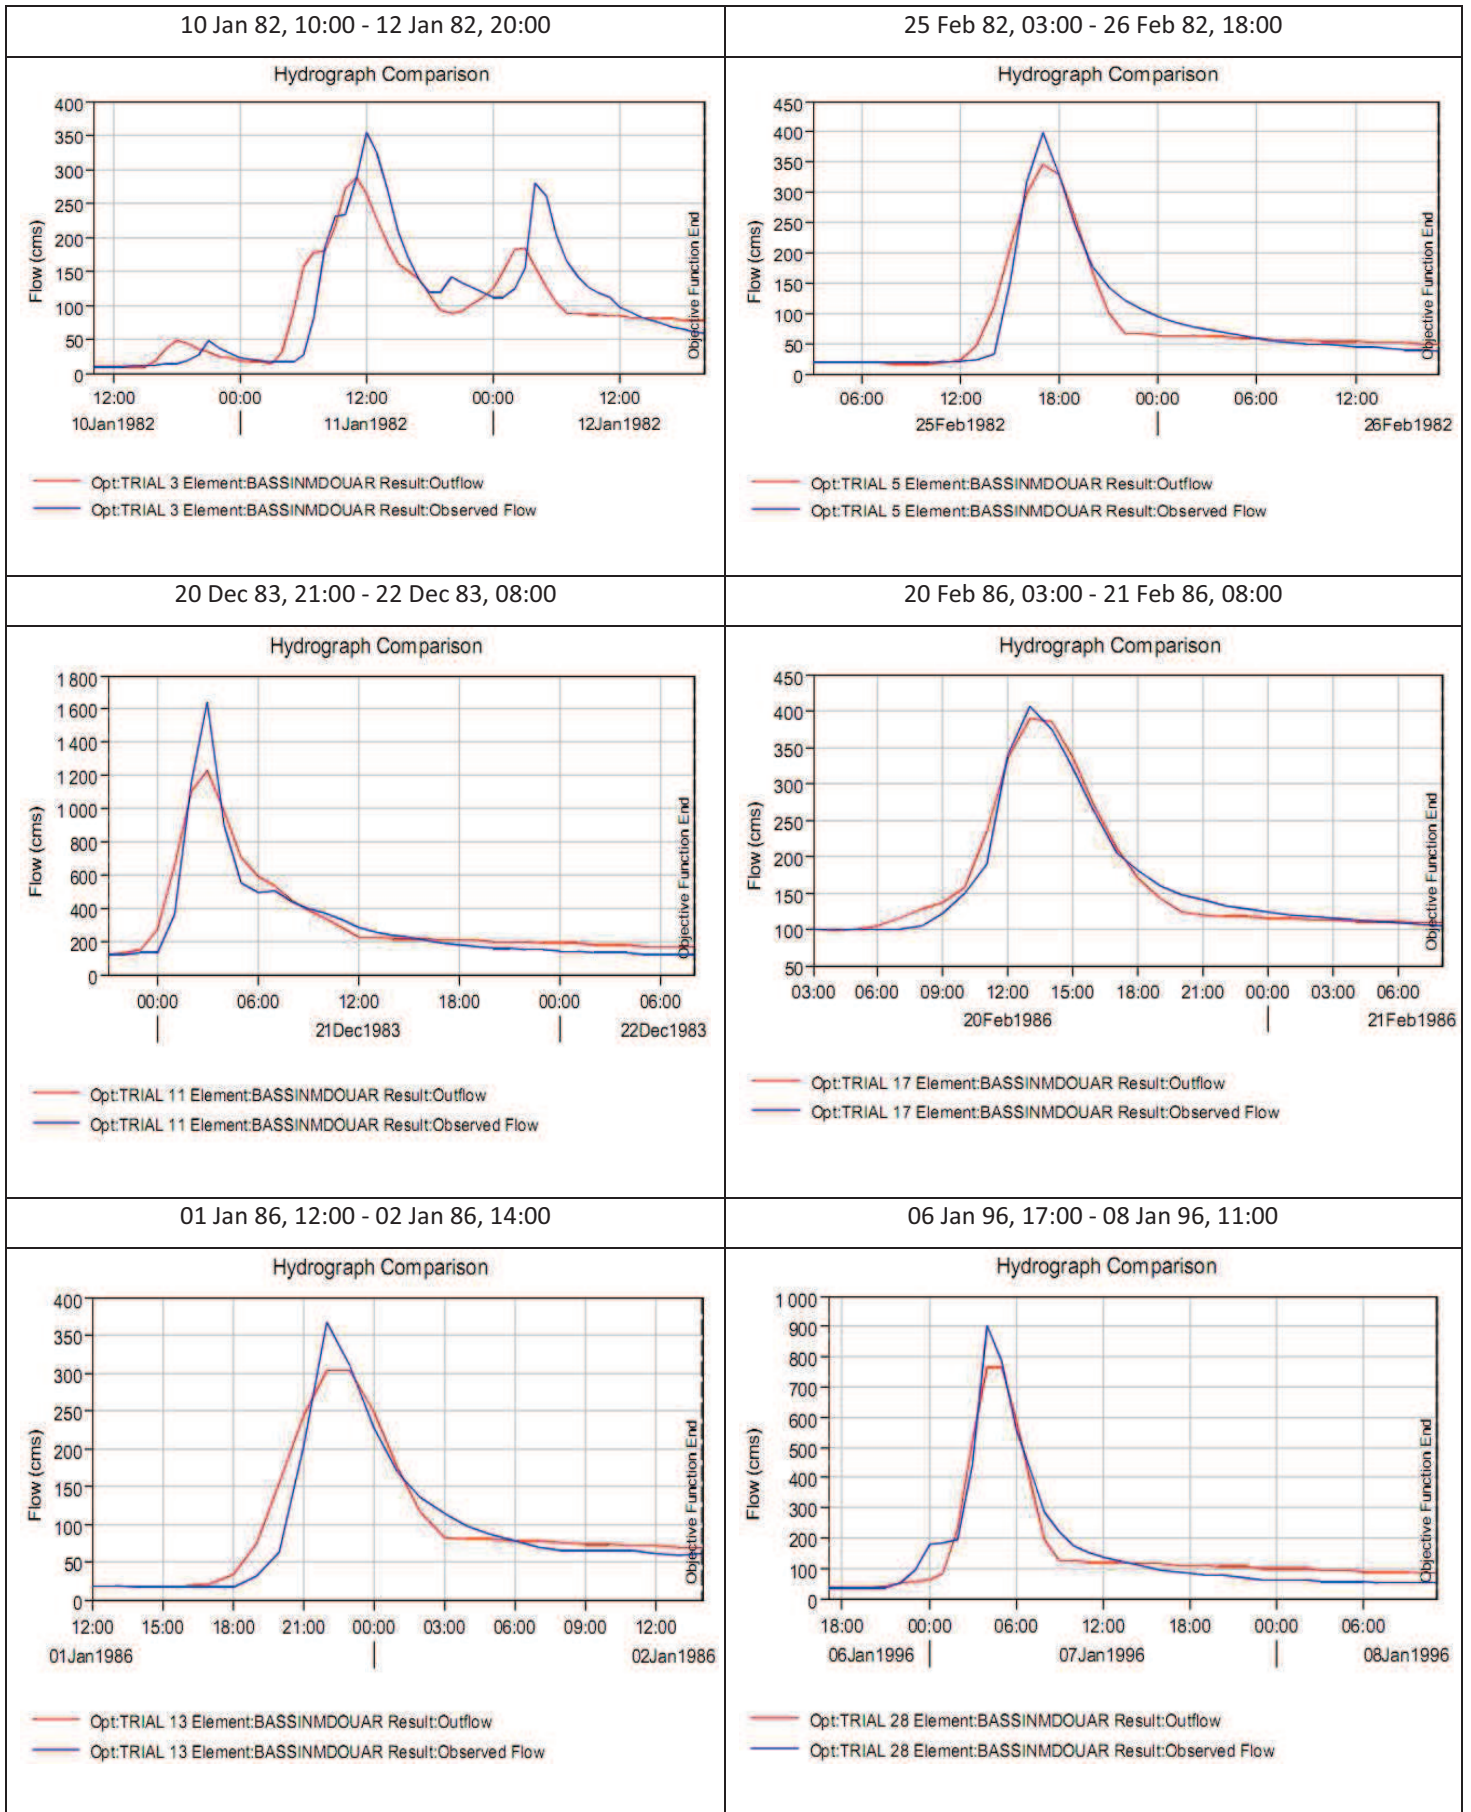 10 Jan 82, 10:00 - 12 Jan 82, 20:00
25 Feb 82, 03:00 - 26 Feb 82, 18:00
Hydrograph Comparison
400
350
300
250
200
150
100
50
0
Flow (cms)
Objective Function End
12:00 00:00 12:00 00:00 12:00
10Jan1982 11Jan1982 12Jan1982
Opt:TRIAL 3 Element:BASSINMDOUAR Result:Outflow
Opt:TRIAL 3 Element:BASSINMDOUAR Result:Observed Flow
Hydrograph Comparison
450
400
350
300
250
200
150
100
50
0
Flow (cms)
Objective Function End
06:00 12:00 18:00 00:00 06:00 12:00
25Feb1982 26Feb1982
Opt:TRIAL 5 Element:BASSINMDOUAR Result:Outflow
Opt:TRIAL 5 Element:BASSINMDOUAR Result:Observed Flow
20 Dec 83, 21:00 - 22 Dec 83, 08:00
20 Feb 86, 03:00 - 21 Feb 86, 08:00
Hydrograph Comparison
1 800
1 600
1 400
1 200
1 000
800
600
400
200
0
Flow (cms)
Objective Function End
00:00 06:00 12:00 18:00 00:00 06:00
21Dec1983 22Dec1983
Opt:TRIAL 11 Element:BASSINMDOUAR Result:Outflow
Opt:TRIAL 11 Element:BASSINMDOUAR Result:Observed Flow
Hydrograph Comparison
450
400
350
300
250
200
150
100
50
Flow (cms)
Objective Function End
03:00 06:00 09:00 12:00 15:00 18:00 21:00 00:00 03:00 06:00
20Feb1986 21Feb1986
Opt:TRIAL 17 Element:BASSINMDOUAR Result:Outflow
Opt:TRIAL 17 Element:BASSINMDOUAR Result:Observed Flow
01 Jan 86, 12:00 - 02 Jan 86, 14:00
06 Jan 96, 17:00 - 08 Jan 96, 11:00
Hydrograph Comparison
400
350
300
250
200
150
100
50
0
Flow (cms)
Objective Function End
12:00 15:00 18:00 21:00 00:00 03:00 06:00 09:00 12:00
01Jan1986 02Jan1986
Opt:TRIAL 13 Element:BASSINMDOUAR Result:Outflow
Opt:TRIAL 13 Element:BASSINMDOUAR Result:Observed Flow
Hydrograph Comparison
1 000
900
800
700
600
500
400
300
200
100
0
Flow (cms)
Objective Function End
18:00 00:00 06:00 12:00 18:00 00:00 06:00
06Jan1996 07Jan1996 08Jan1996
Opt:TRIAL 28 Element:BASSINMDOUAR Result:Outflow
Opt:TRIAL 28 Element:BASSINMDOUAR Result:Observed Flow